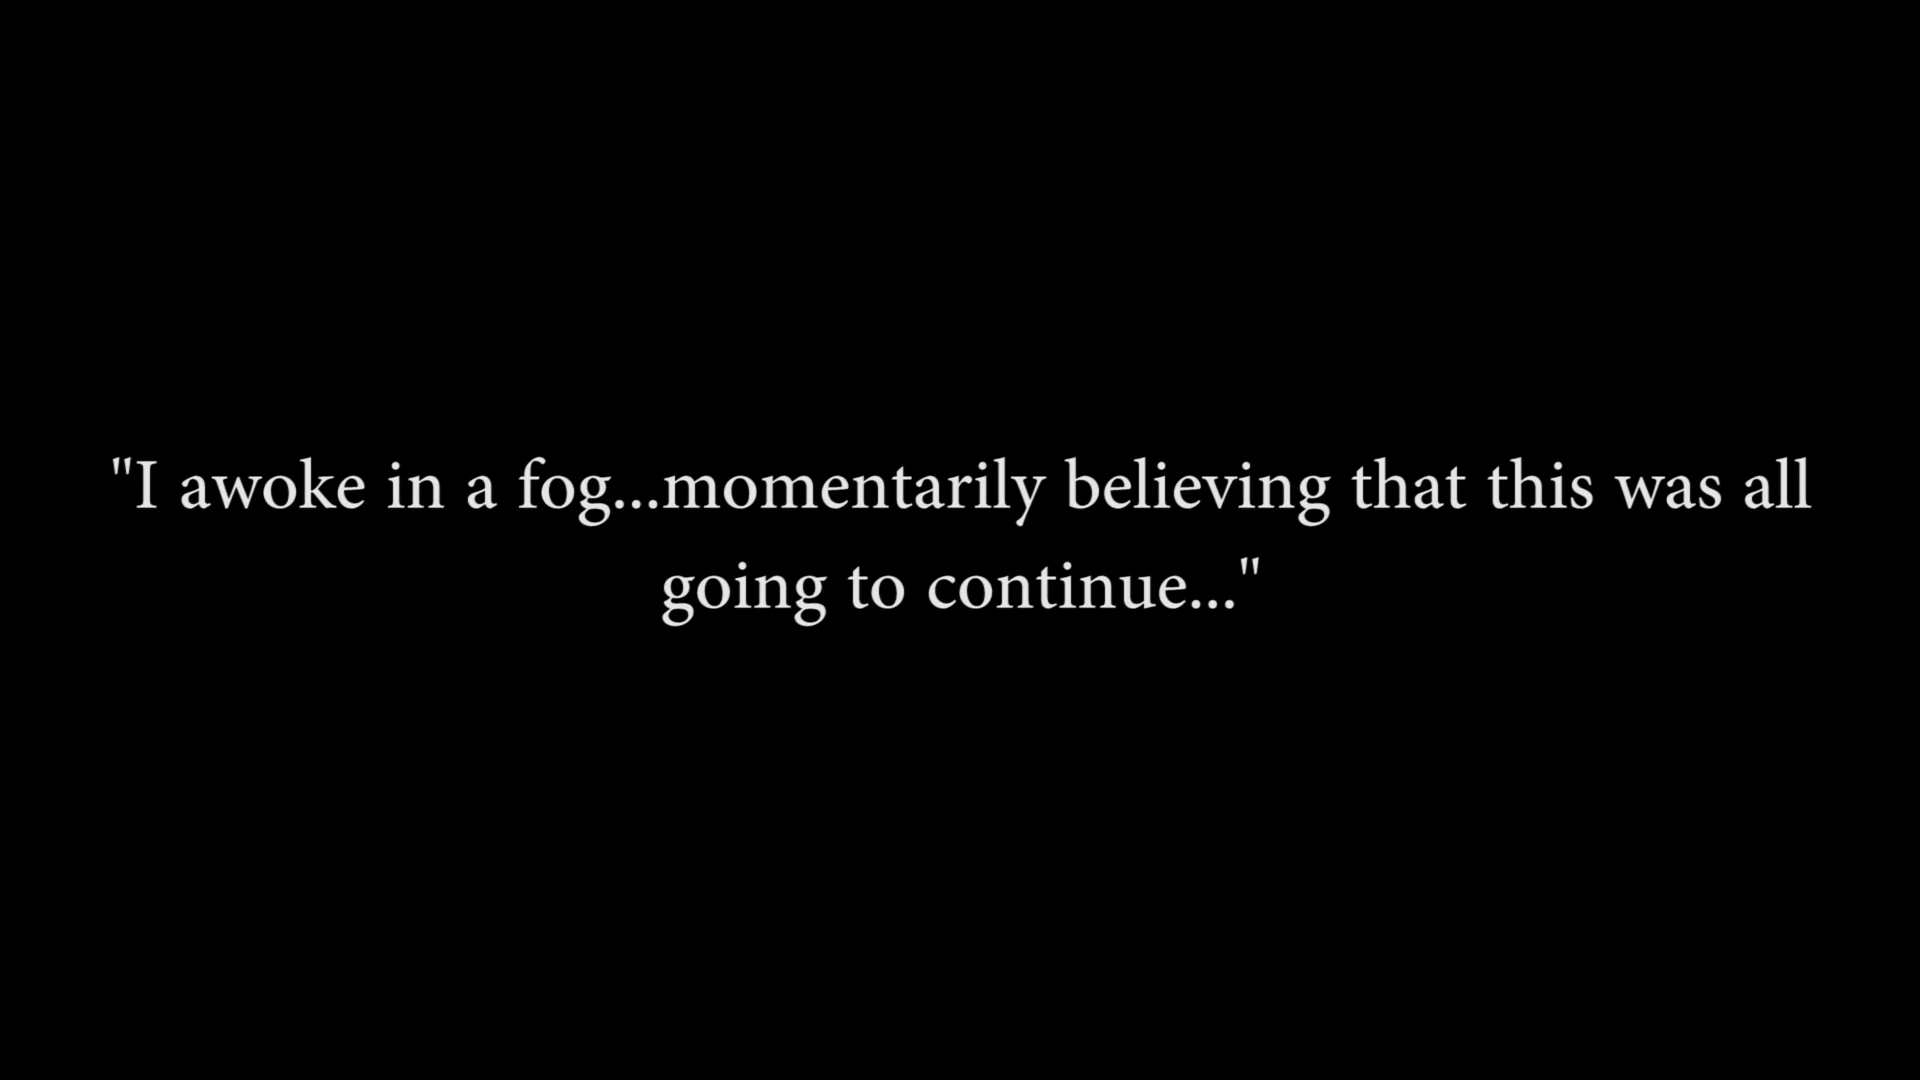 "I awoke in a fog...momentarily believing that this was all
going to continue..."